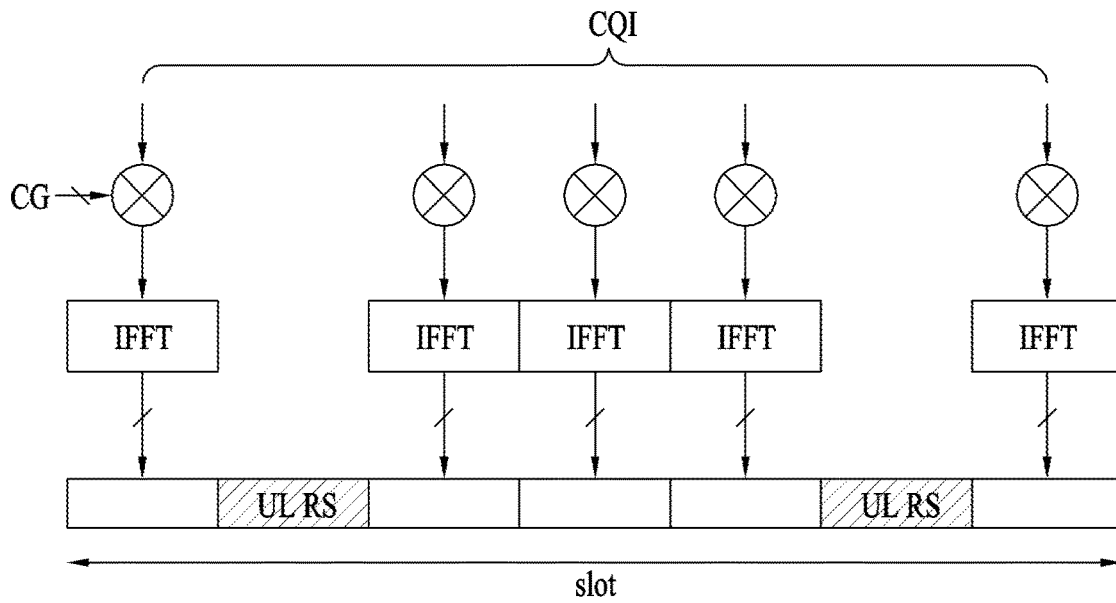 CQI
CG
IFFT IFFT IFFT IFFT IFFT
UL RS UL RS
slot